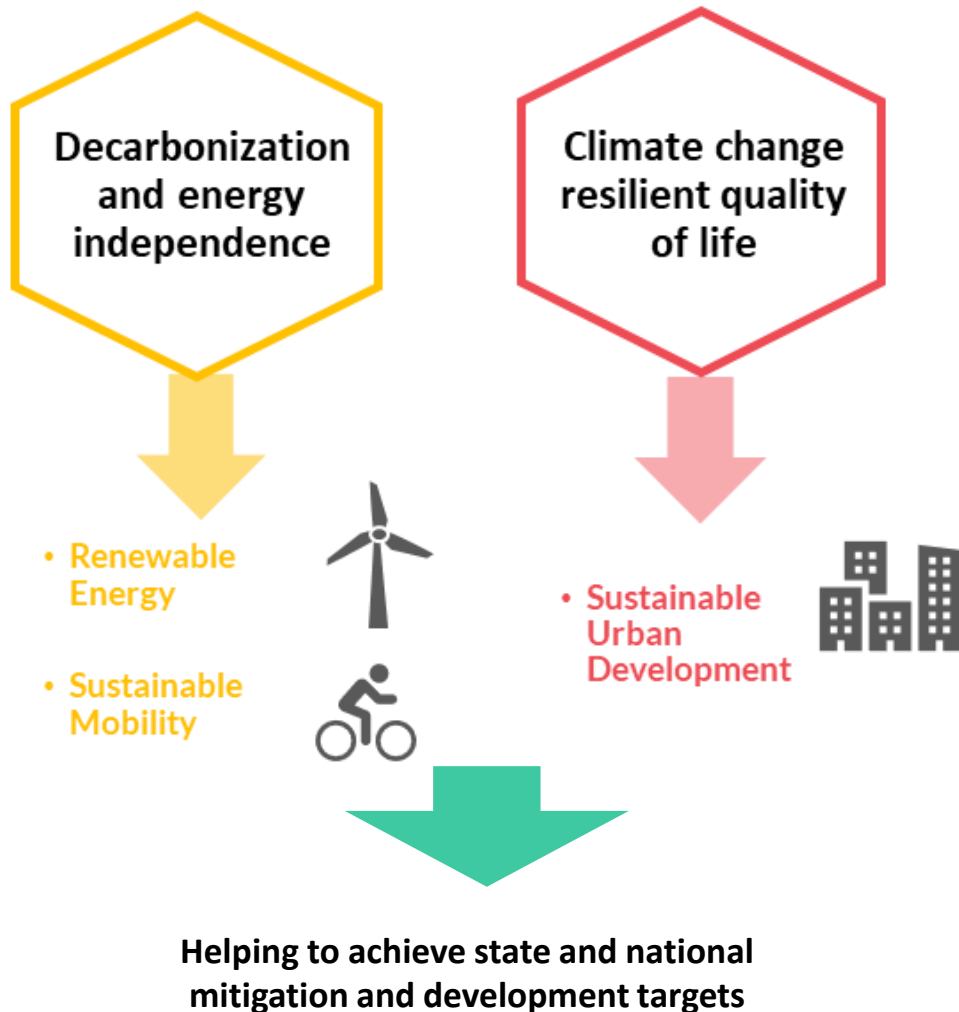 Decarbonization
and energy
independence
Climate change
resilient quality
of life
• Renewable
Energy
• Sustainable
Mobility
• Sustainable
Urban
Development
Helping to achieve state and national
mitigation and development targets